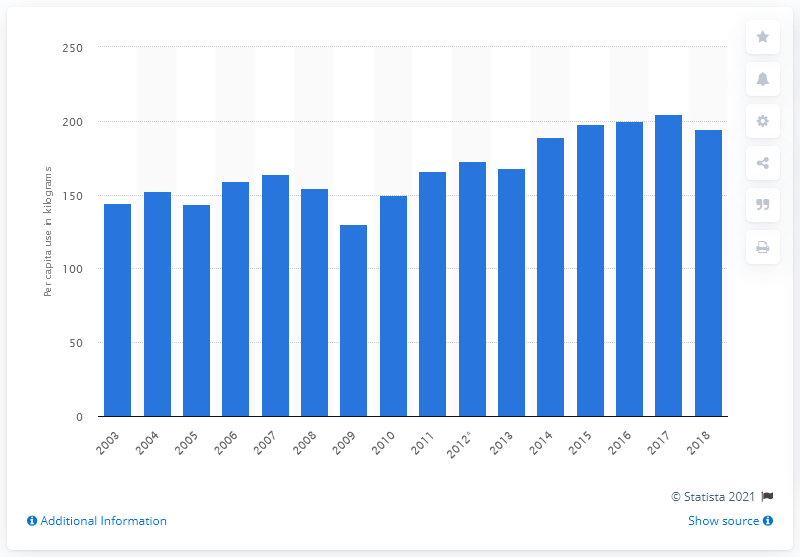 250
200
150
100
50
0
Per capita use in kilograms
2003 2004 2005 2006 2007 2008 2009 2010 2011 2012* 2013 2014 2015 2016 2017 2018
© Statista 2021
Additional Information Show source